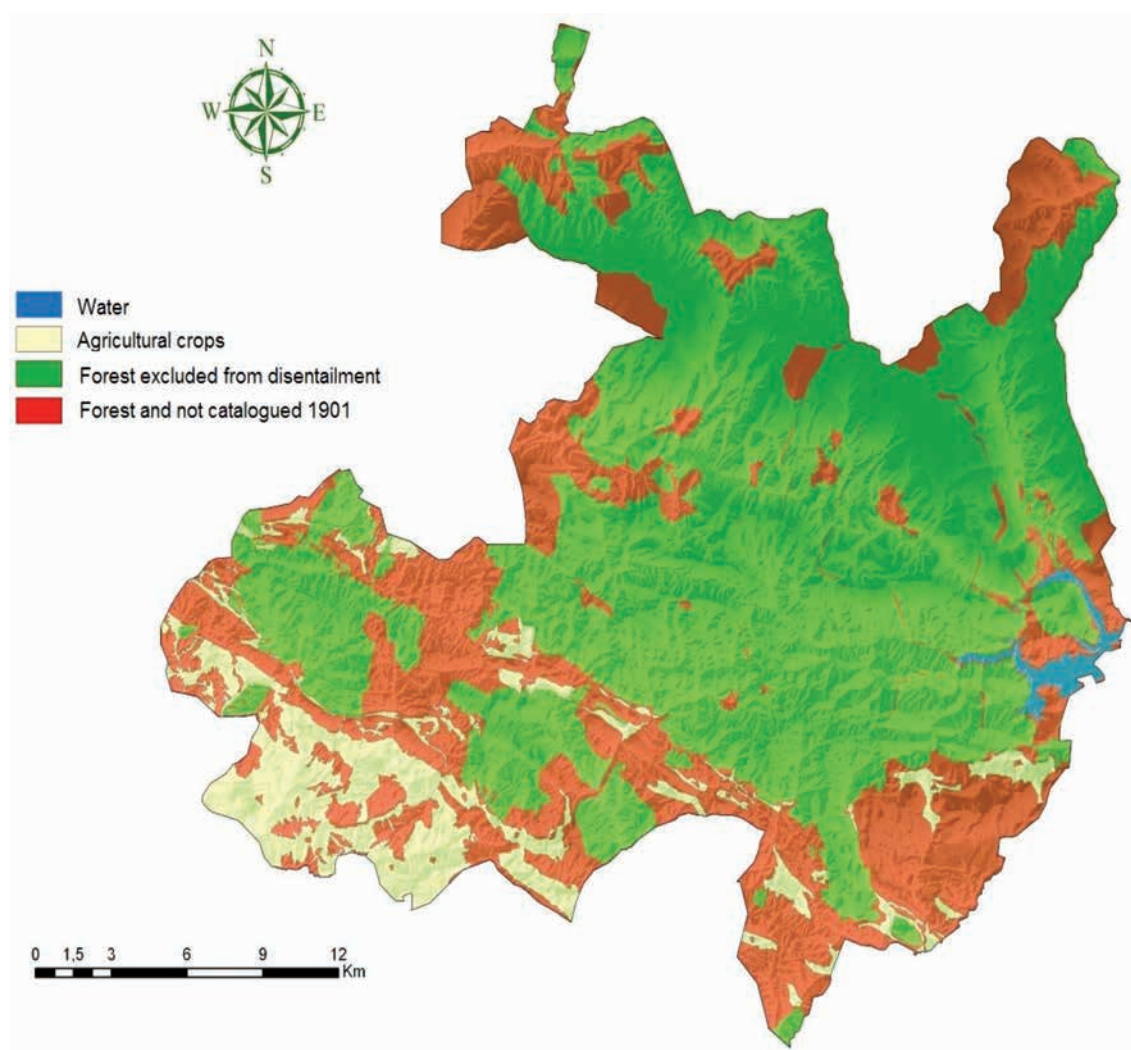 N
W E
S
Water
Agricultural crops
Forest excluded from disentailment
Forest and not catalogued 1901
0 1,5 3 6 9 12
Km